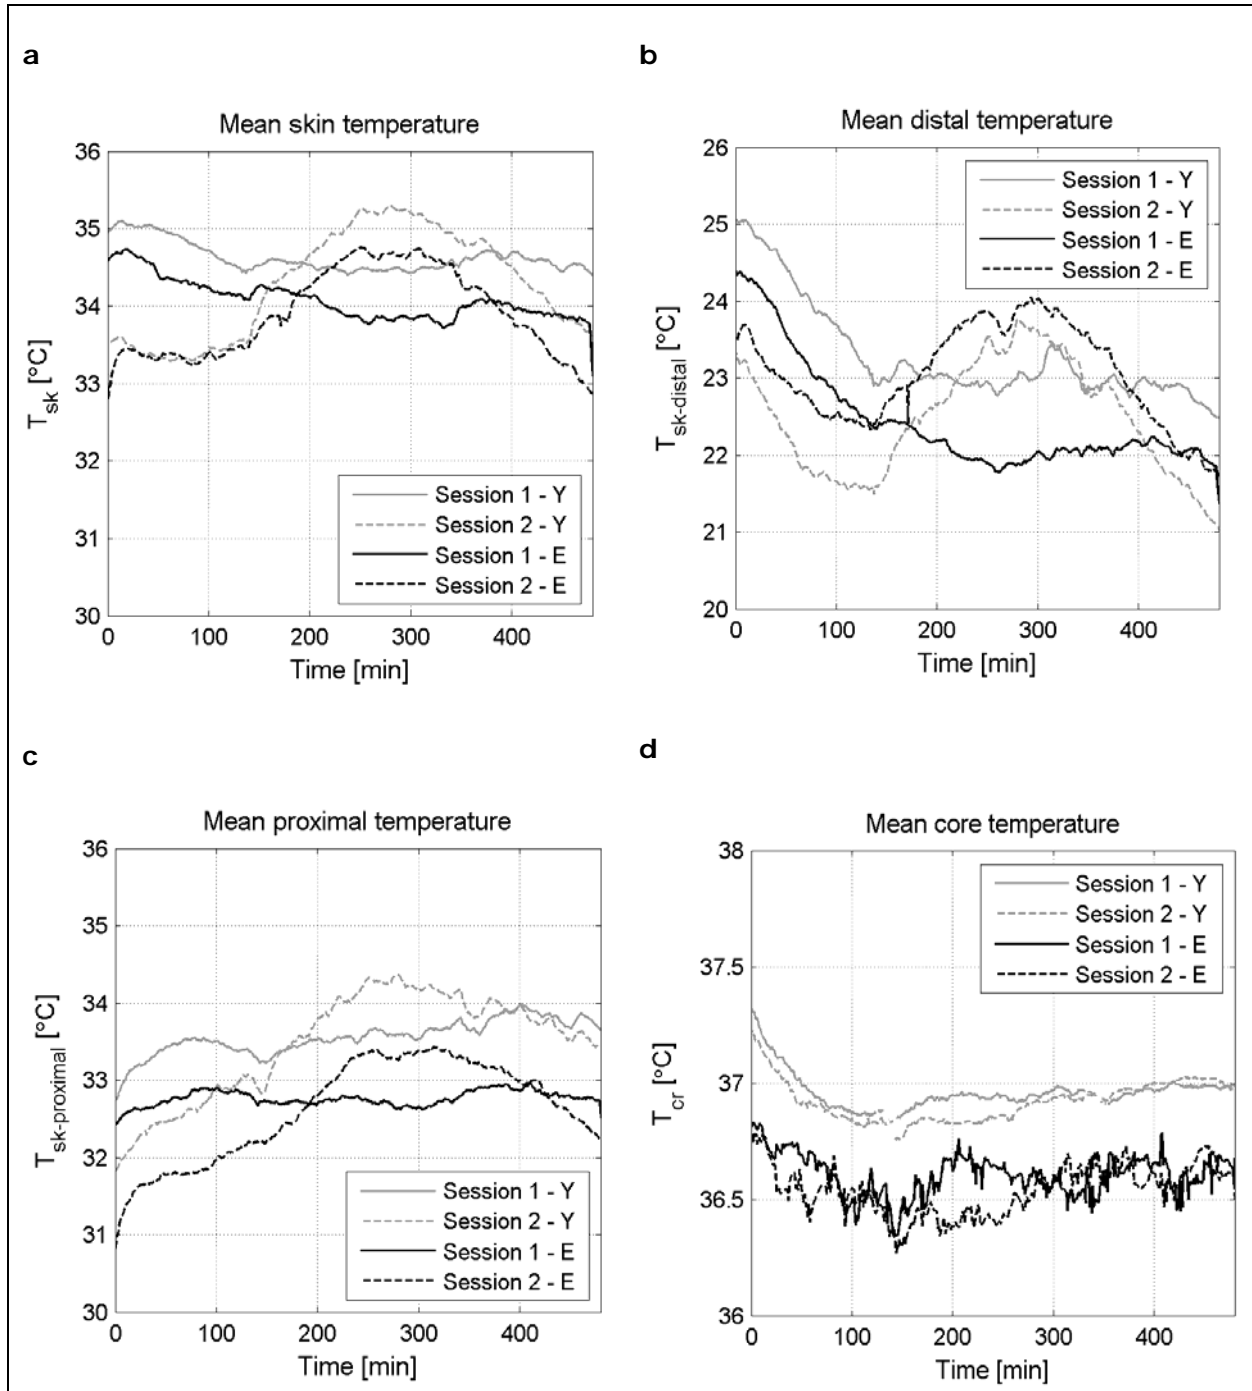 a
Mean skin temperature
36
35
34
33
32
31
30
T_sk [°C]
0 100 200 300 400
Time [min]
Session 1 - Y
Session 2 - Y
Session 1 - E
Session 2 - E
b
Mean distal temperature
26
25
24
23
22
21
20
T_sk-distal [°C]
0 100 200 300 400
Time [min]
Session 1 - Y
Session 2 - Y
Session 1 - E
Session 2 - E
c
Mean proximal temperature
36
35
34
33
32
31
30
T_sk-proximal [°C]
0 100 200 300 400
Time [min]
Session 1 - Y
Session 2 - Y
Session 1 - E
Session 2 - E
d
Mean core temperature
38
37.5
37
36.5
36
T_cr [°C]
0 100 200 300 400
Time [min]
Session 1 - Y
Session 2 - Y
Session 1 - E
Session 2 - E